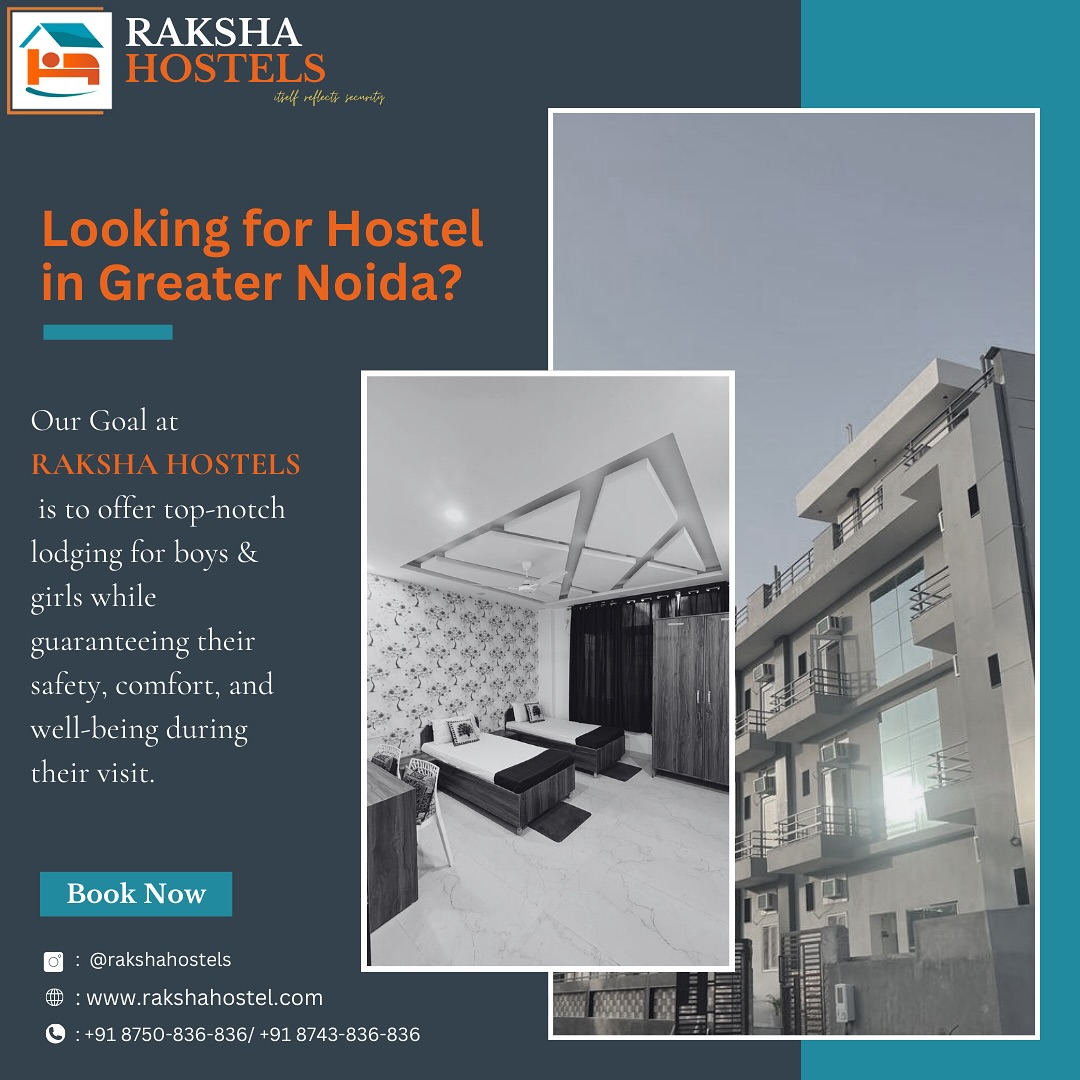 RAKSHA
HOSTELS
itself reflects security
Looking for Hostel
in Greater Noida?
Our Goal at
RAKSHA HOSTELS
is to offer top-notch
lodging for boys &
girls while
guaranteeing their
safety, comfort, and
well-being during
their visit.
Book Now
: @rakshahostels
: www.rakshahostel.com
: +91 8750-836-836/ +91 8743-836-836